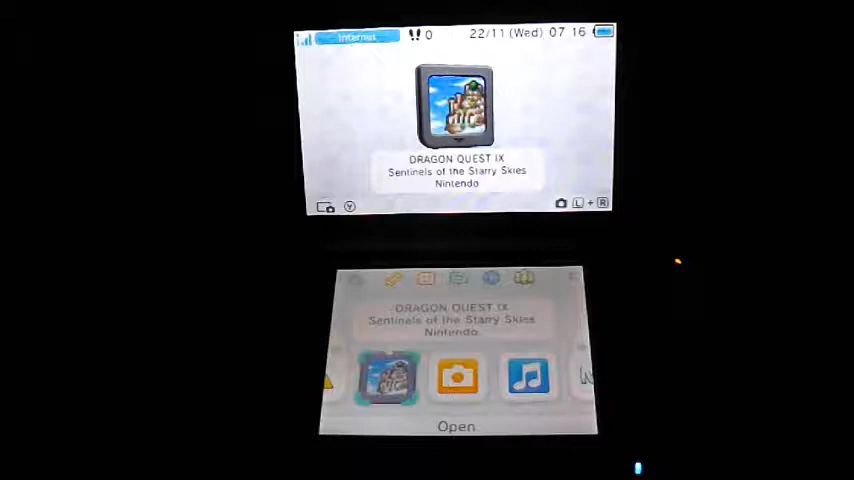 Internet 0 22/11 (Wed) 07 16
DRAGON QUEST IX
Sentinels of the Starry Skies
Nintendo
Y L + R
DRAGON QUEST IX
Sentinels of the Starry Skies
Nintendo
Open